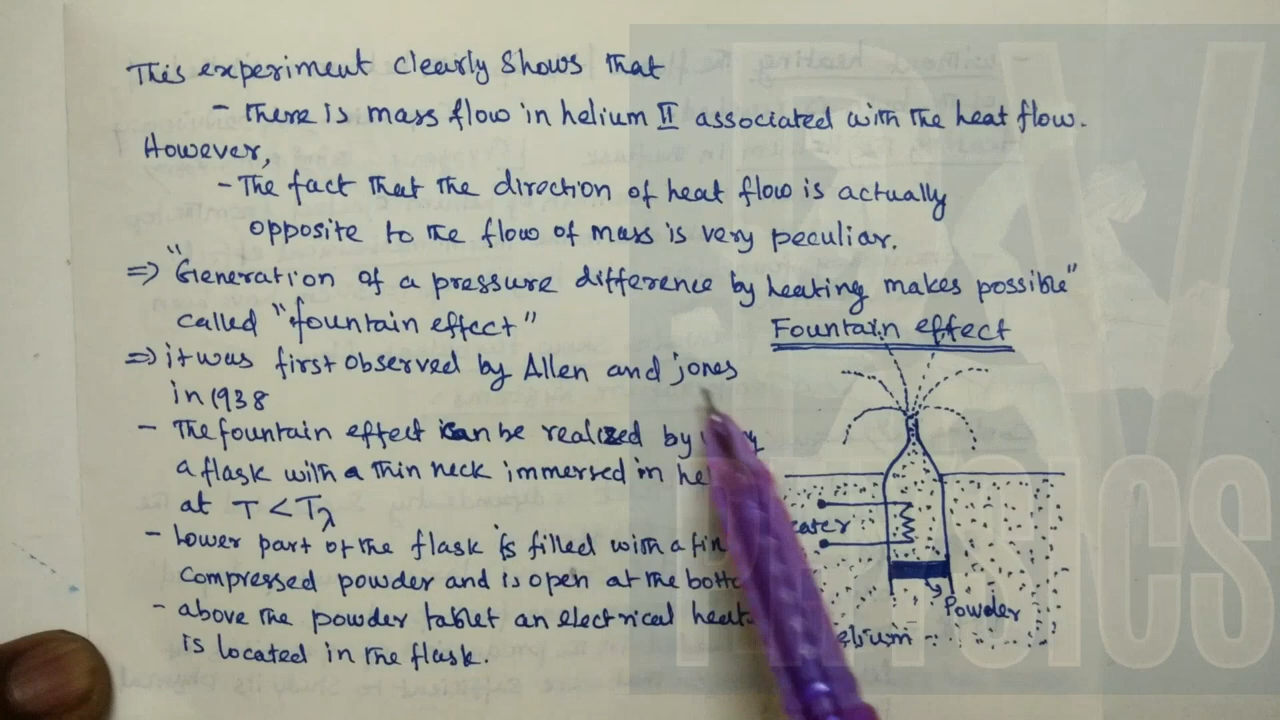 This experiment clearly shows that
- There is mass flow in helium II associated with the heat flow.
However,
- The fact that the direction of heat flow is actually
opposite to the flow of mass is very peculiar.
⇒ "Generation of a pressure difference by heating makes possible"
called "fountain effect"
⇒ it was first observed by Allen and jones
in 1938
- The fountain effect can be realized by
a flask with a thin neck immersed in
at T < Tλ
- Lower part of the flask is filled with a
compressed powder and is open at the
- above the powder tablet an electrical
is located in the flask.
Fountain effect
Powder
PHYSICS